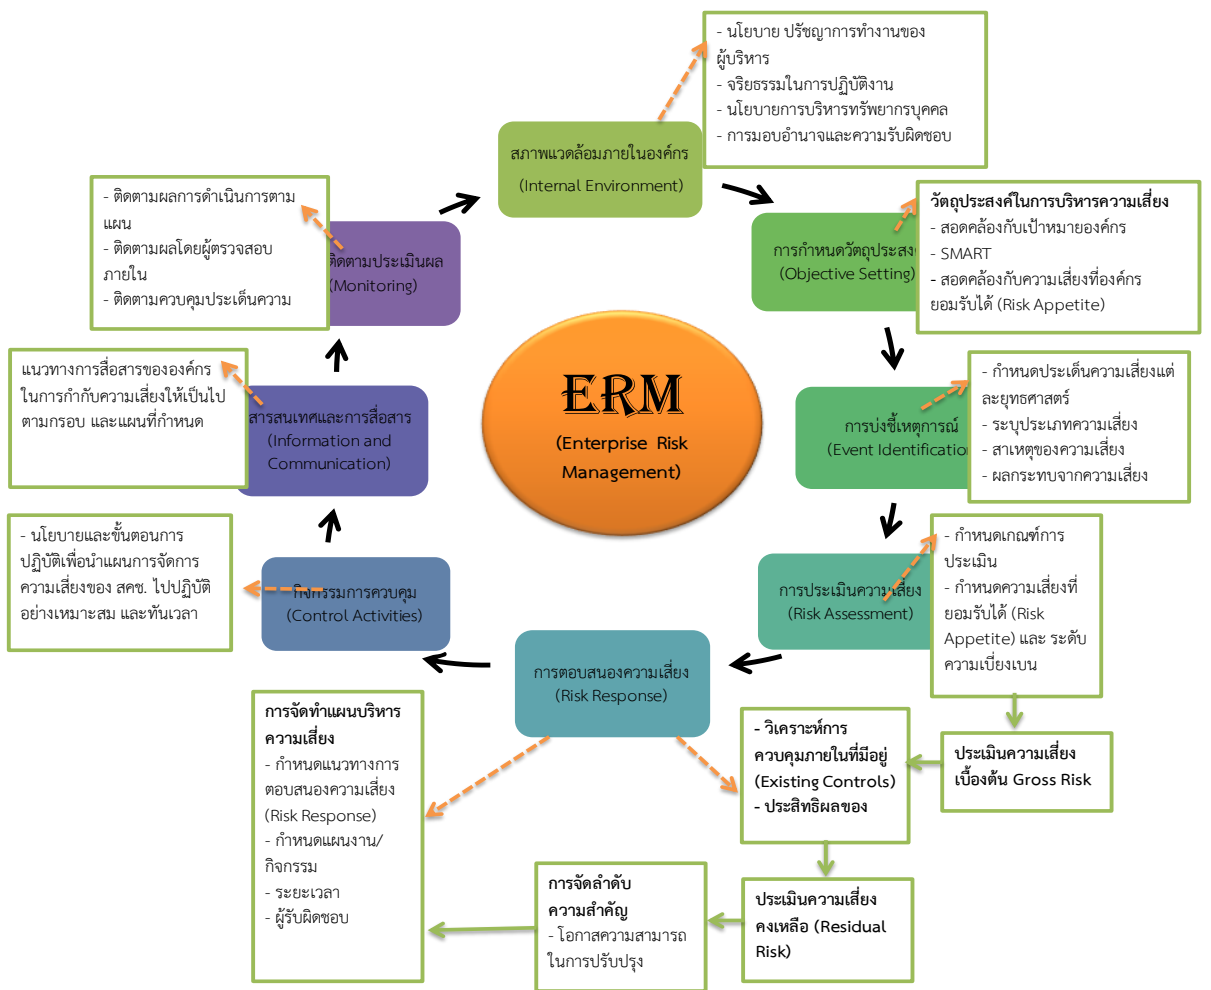 - นโยบาย ปรัชญาการทำงานของ
ผู้บริหาร
- จริยธรรมในการปฏิบัติงาน
- นโยบายการบริหารทรัพยากรบุคคล
- การมอบอำนาจและความรับผิดชอบ
สภาพแวดล้อมภายในองค์กร
(Internal Environment)
วัตถุประสงค์ในการบริหารความเสี่ยง
- สอดคล้องกับเป้าหมายองค์กร
- SMART
- สอดคล้องกับความเสี่ยงที่องค์กร
ยอมรับได้ (Risk Appetite)
การกำหนดวัตถุประสง
(Objective Setting)
- กำหนดประเด็นความเสี่ยงแต่
ละยุทธศาสตร์
- ระบุประเภทความเสี่ยง
- สาเหตุของความเสี่ยง
- ผลกระทบจากความเสี่ยง
การบ่งชี้เหตุการณ์
(Event Identification
- กำหนดเกณฑ์การ
ประเมิน
- กำหนดความเสี่ยงที่
ยอมรับได้ (Risk
Appetite) และ ระดับ
ความเบี่ยงเบน
การประเมินความเสี่ยง
(Risk Assessment)
ประเมินความเสี่ยง
เบื้องต้น Gross Risk
- วิเคราะห์การ
ควบคุมภายในที่มีอยู่
(Existing Controls)
- ประสิทธิผลของ
ประเมินความเสี่ยง
คงเหลือ (Residual
Risk)
การจัดลำดับ
ความสำคัญ
- โอกาสความสามารถ
ในการปรับปรุง
การตอบสนองความเสี่ยง
(Risk Response)
การจัดทำแผนบริหาร
ความเสี่ยง
- กำหนดแนวทางการ
ตอบสนองความเสี่ยง
(Risk Response)
- กำหนดแผนงาน/
กิจกรรม
- ระยะเวลา
- ผู้รับผิดชอบ
กิจกรรมการควบคุม
(Control Activities)
- นโยบายและขั้นตอนการ
ปฏิบัติเพื่อนำแผนการจัดการ
ความเสี่ยงของ สคช. ไปปฏิบัติ
อย่างเหมาะสม และทันเวลา
สารสนเทศและการสื่อสาร
(Information and
Communication)
แนวทางการสื่อสารขององค์กร
ในการกำกับความเสี่ยงให้เป็นไป
ตามกรอบ และแผนที่กำหนด
ติดตามประเมินผล
(Monitoring)
- ติดตามผลการดำเนินการตาม
แผน
- ติดตามผลโดยผู้ตรวจสอบ
ภายใน
- ติดตามควบคุมประเด็นความ
ERM
(Enterprise Risk
Management)